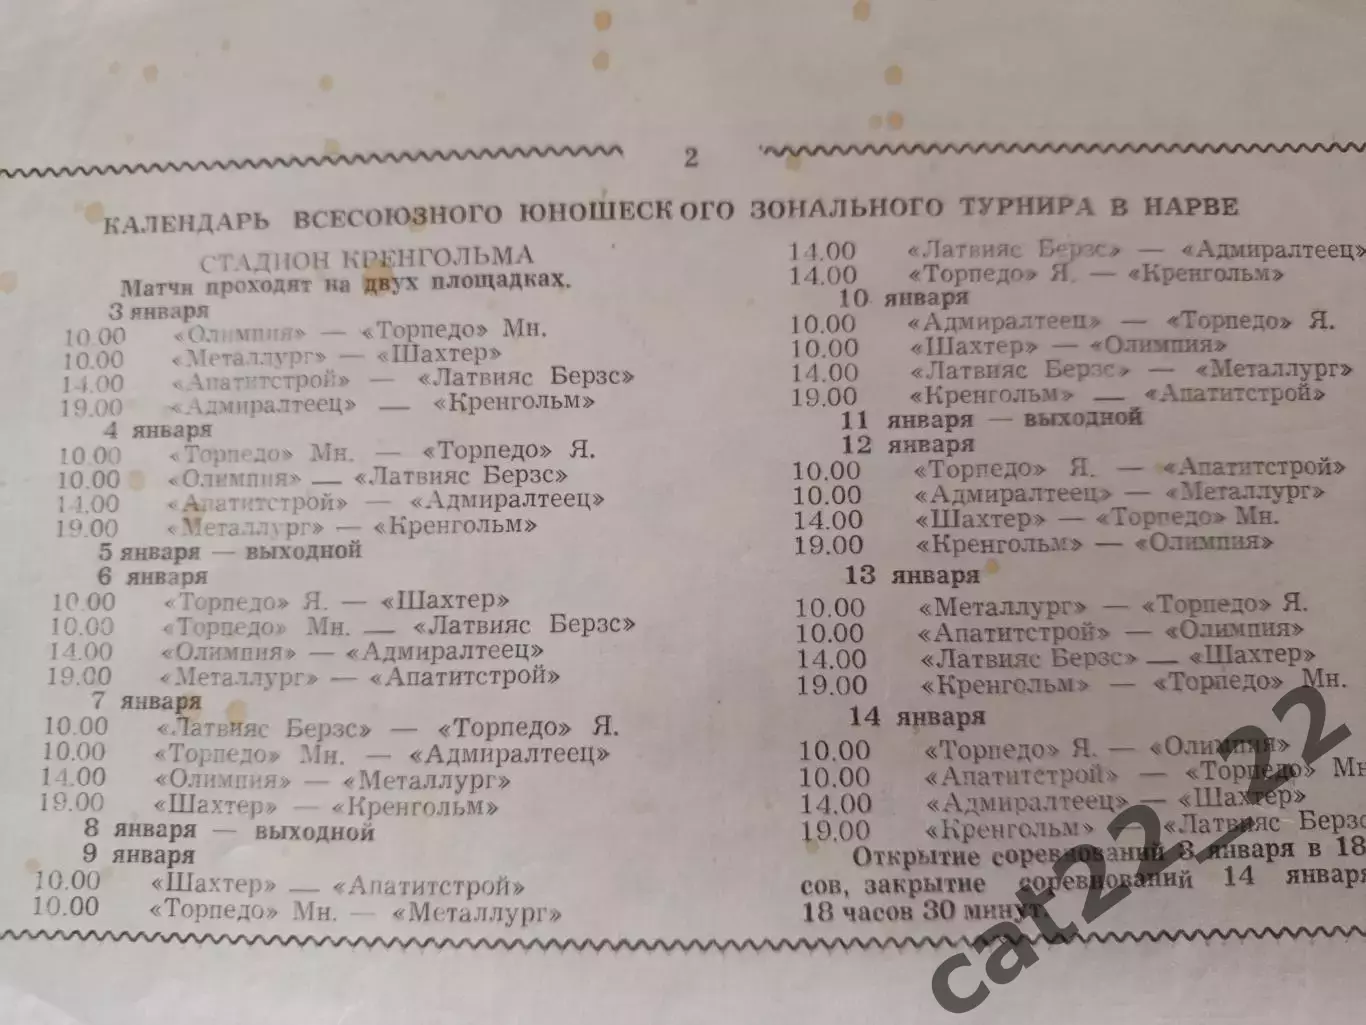 2
КАЛЕНДАРЬ ВСЕСОЮЗНОГО ЮНОШЕСКОГО ЗОНАЛЬНОГО ТУРНИРА В НАРВЕ
СТАДИОН КРЕНГОЛЬМА
Матчи проходят на двух площадках.
3 января
10.00 «Олимпия» — «Торпедо» Мн.
10.00 «Металлург» — «Шахтер»
14.00 «Апатитстрой» — «Латвияс Берзс»
19.00 «Адмиралтеец» — «Кренгольм»
4 января
10.00 «Торпедо» Мн. — «Торпедо» Я.
10.00 «Олимпия» — «Латвияс Берзс»
14.00 «Апатитстрой» — «Адмиралтеец»
19.00 «Металлург» — «Кренгольм»
5 января — выходной
6 января
10.00 «Торпедо» Я. — «Шахтер»
10.00 «Торпедо» Мн. — «Латвияс Берзс»
14.00 «Олимпия» — «Адмиралтеец»
19.00 «Металлург» — «Апатитстрой»
7 января
10.00 «Латвияс Берзс» — «Торпедо» Я.
10.00 «Торпедо» Мн. — «Адмиралтеец»
14.00 «Олимпия» — «Металлург»
19.00 «Шахтер» — «Кренгольм»
8 января — выходной
9 января
10.00 «Шахтер» — «Апатитстрой»
10.00 «Торпедо» Мн. — «Металлург»
14.00 «Латвияс Берзс» — «Адмиралтеец»
14.00 «Торпедо» Я. — «Кренгольм»
10 января
10.00 «Адмиралтеец» — «Торпедо» Я.
10.00 «Шахтер» — «Олимпия»
14.00 «Латвияс Берзс» — «Металлург»
19.00 «Кренгольм» — «Апатитстрой»
11 января — выходной
12 января
10.00 «Торпедо» Я. — «Апатитстрой»
10.00 «Адмиралтеец» — «Металлург»
14.00 «Шахтер» — «Торпедо» Мн.
19.00 «Кренгольм» — «Олимпия»
13 января
10.00 «Металлург» — «Торпедо» Я.
10.00 «Апатитстрой» — «Олимпия»
14.00 «Латвияс Берзс» — «Шахтер»
19.00 «Кренгольм» — «Торпедо» Мн.
14 января
10.00 «Торпедо» Я. — «Олимпия»
10.00 «Апатитстрой» — «Торпедо» Мн
14.00 «Адмиралтеец» — «Шахтер»
19.00 «Кренгольм» — «Латвияс Берзс
Открытие соревнований 3 января в 18
сов, закрытие соревнований 14 января
18 часов 30 минут.
cat22_22